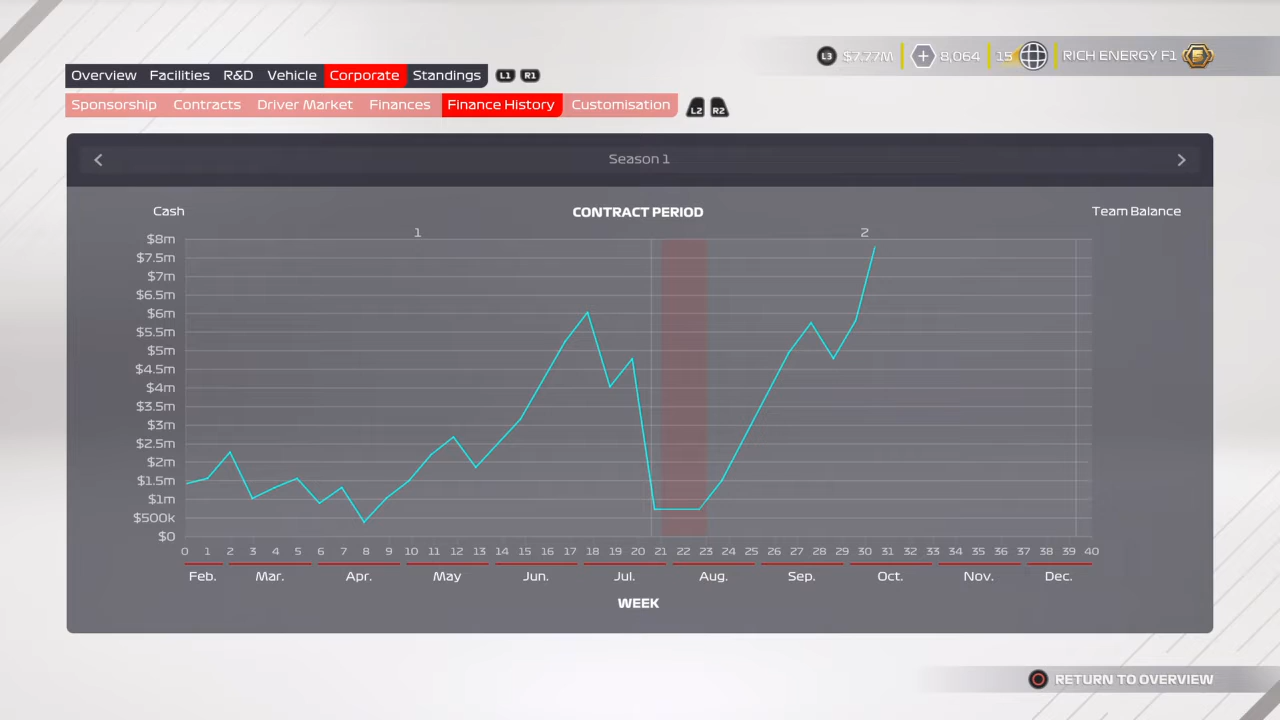 L3 $7.77M 8,064 15 RICH ENERGY F1
Overview Facilities R&D Vehicle Corporate Standings L1 R1
Sponsorship Contracts Driver Market Finances Finance History Customisation L2 R2
Season 1
Cash CONTRACT PERIOD Team Balance
1 2
$8m
$7.5m
$7m
$6.5m
$6m
$5.5m
$5m
$4.5m
$4m
$3.5m
$3m
$2.5m
$2m
$1.5m
$1m
$500k
$0
0 1 2 3 4 5 6 7 8 9 10 11 12 13 14 15 16 17 18 19 20 21 22 23 24 25 26 27 28 29 30 31 32 33 34 35 36 37 38 39 40
Feb. Mar. Apr. May Jun. Jul. Aug. Sep. Oct. Nov. Dec.
WEEK
RETURN TO OVERVIEW